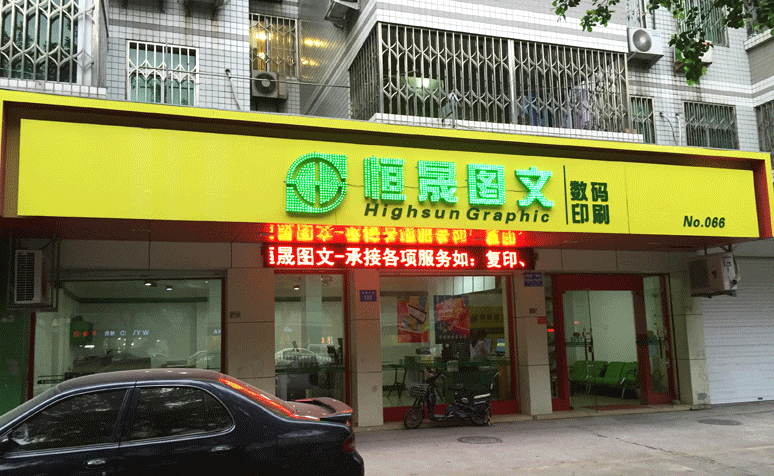 恒晟图文
Highsun Graphic
数码
印刷
No.066
恒晟图文-承接各项服务如：复印、